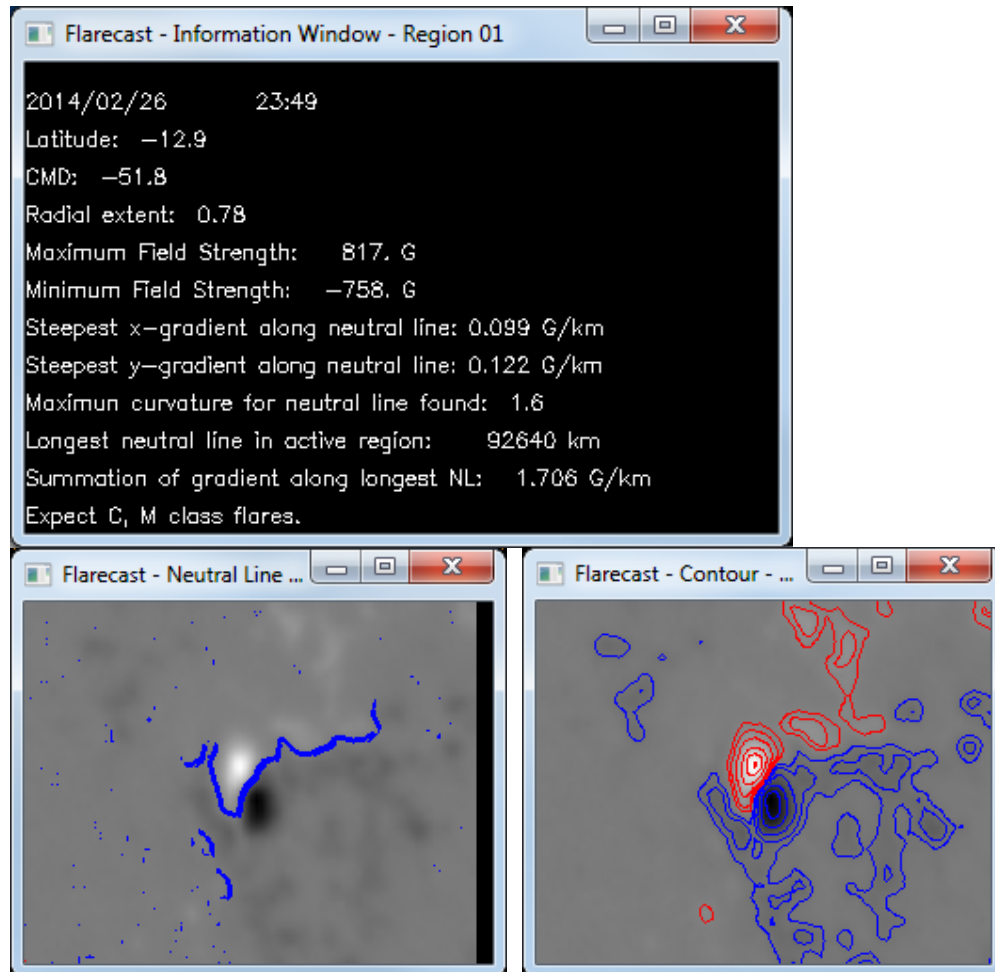 Flarecast - Information Window - Region 01
2014/02/26 23:49
Latitude: -12.9
CMD: -51.8
Radial extent: 0.78
Maximum Field Strength: 817. G
Minimum Field Strength: -758. G
Steepest x-gradient along neutral line: 0.099 G/km
Steepest y-gradient along neutral line: 0.122 G/km
Maximun curvature for neutral line found: 1.6
Longest neutral line in active region: 92640 km
Summation of gradient along longest NL: 1.706 G/km
Expect C, M class flares.
Flarecast - Neutral Line ...
Flarecast - Contour - ...